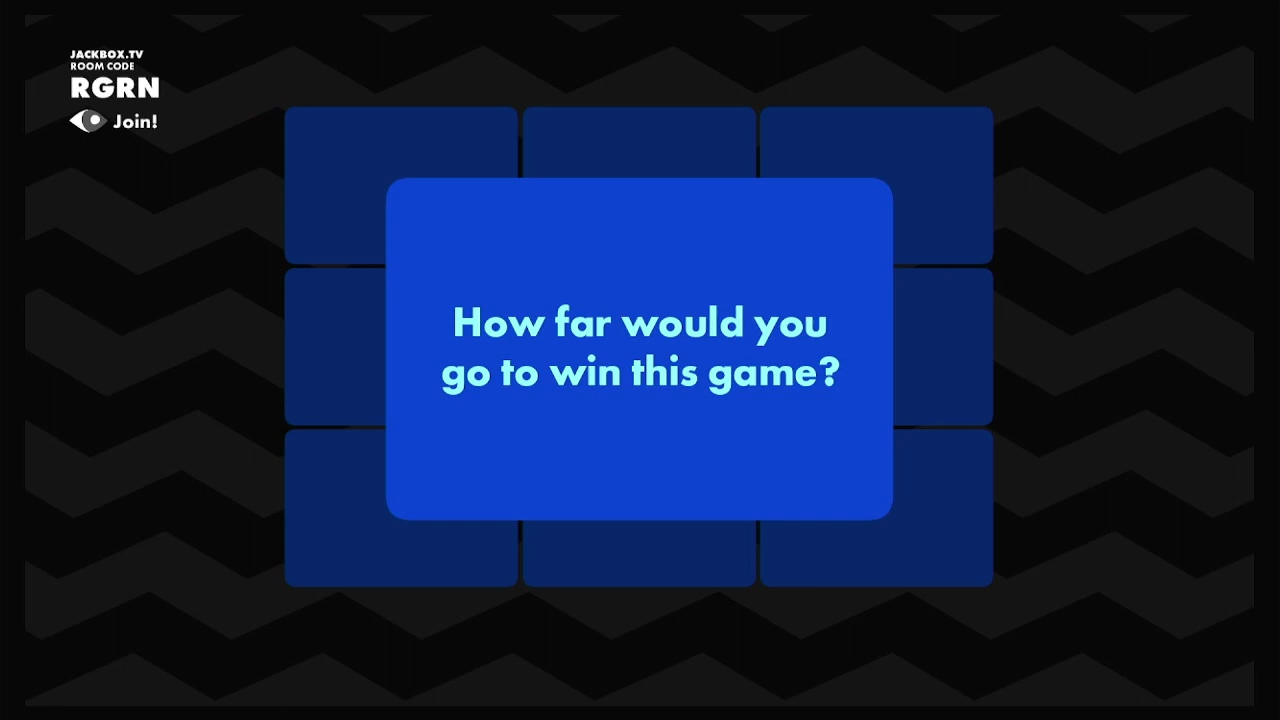 JACKBOX.TV
ROOM CODE
RGRN
Join!
How far would you
go to win this game?